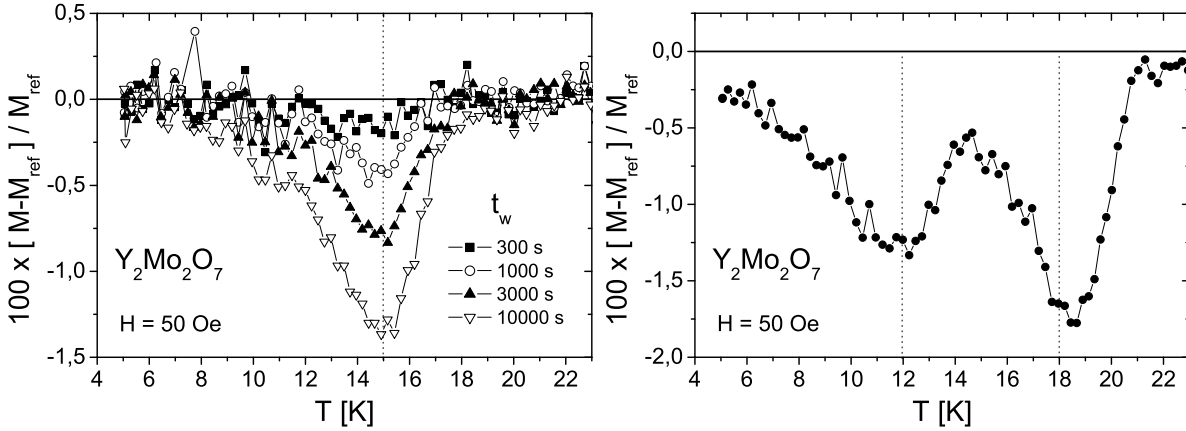 100 x [ M-M_ref ] / M_ref
0,5
0,0
-0,5
-1,0
-1,5
t_w
300 s
1000 s
3000 s
10000 s
Y_2Mo_2O_7
H = 50 Oe
4 6 8 10 12 14 16 18 20 22
T [K]
100 x [ M-M_ref ] / M_ref
0,0
-0,5
-1,0
-1,5
-2,0
Y_2Mo_2O_7
H = 50 Oe
4 6 8 10 12 14 16 18 20 22
T [K]